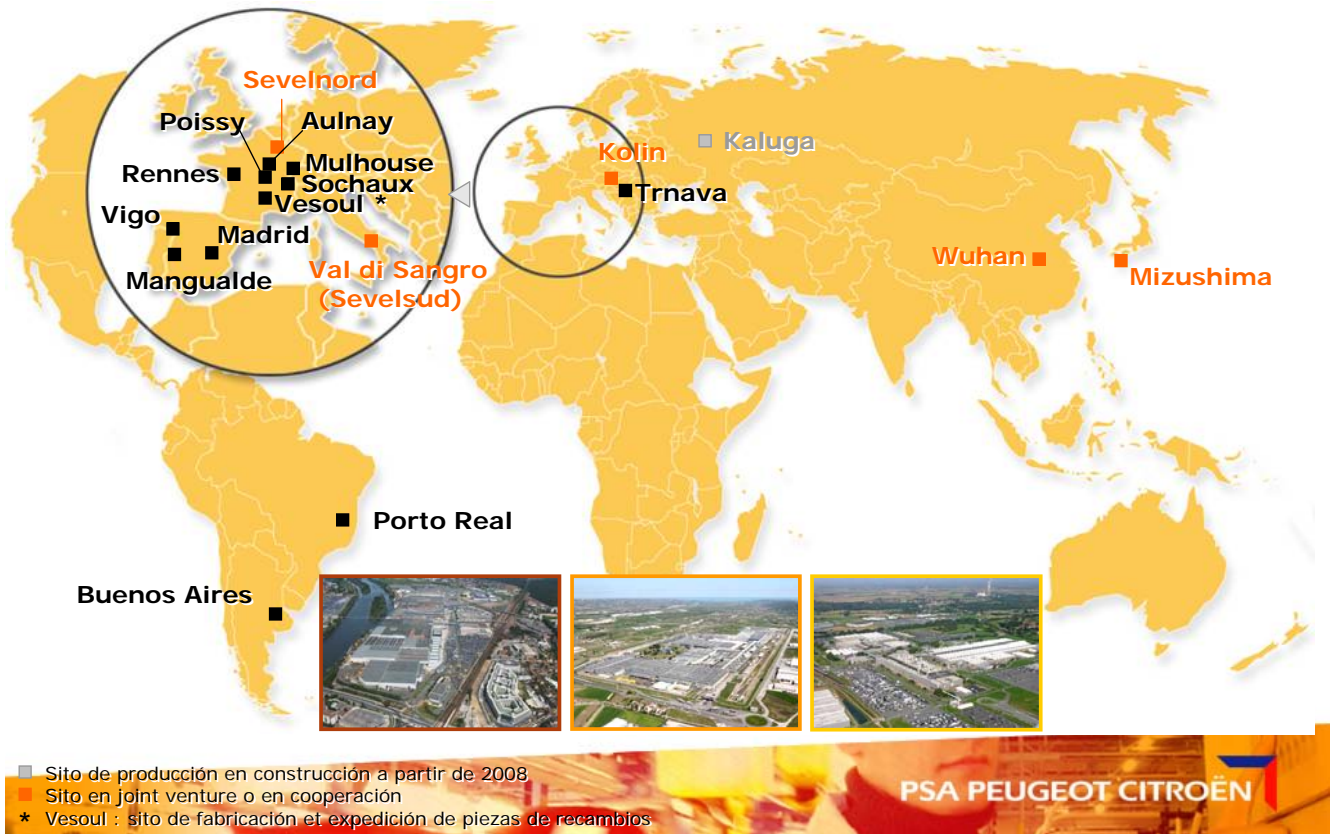 Sevelnord
Poissy
Aulnay
Mulhouse
Rennes
Sochaux
Vesoul *
Vigo
Madrid
Mangualde
Val di Sangro
(Sevelsud)
Kaluga
Kolin
Trnava
Wuhan
Mizushima
Porto Real
Buenos Aires
Sito de producción en construcción a partir de 2008
Sito en joint venture o en cooperación
* Vesoul : sito de fabricación et expedición de piezas de recambios
PSA PEUGEOT CITROËN